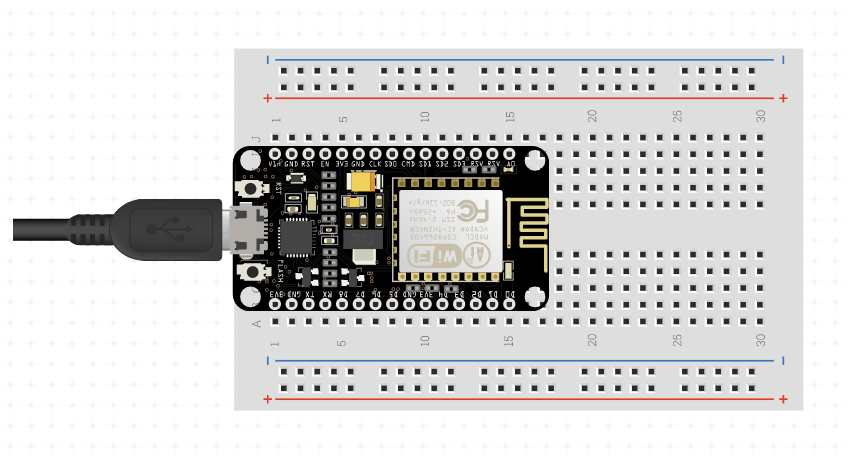 − −
+ +
1 5 10 15 20 25 30
J
VIN GND RST EN 3V3 GND CLK SD0 CMD SD1 SD2 SD3 RSV RSV A0
RST
802.11b/g/n
FC
ISM 2.4GHz
PA +25dBm
VENDOR AI-THINKER
MODEL ESP8266MOD
WiFi
FLASH
3V3 GND TX RX D8 D7 D6 D5 GND 3V3 D4 D3 D2 D1 D0
A
1 5 10 15 20 25 30
− −
+ +